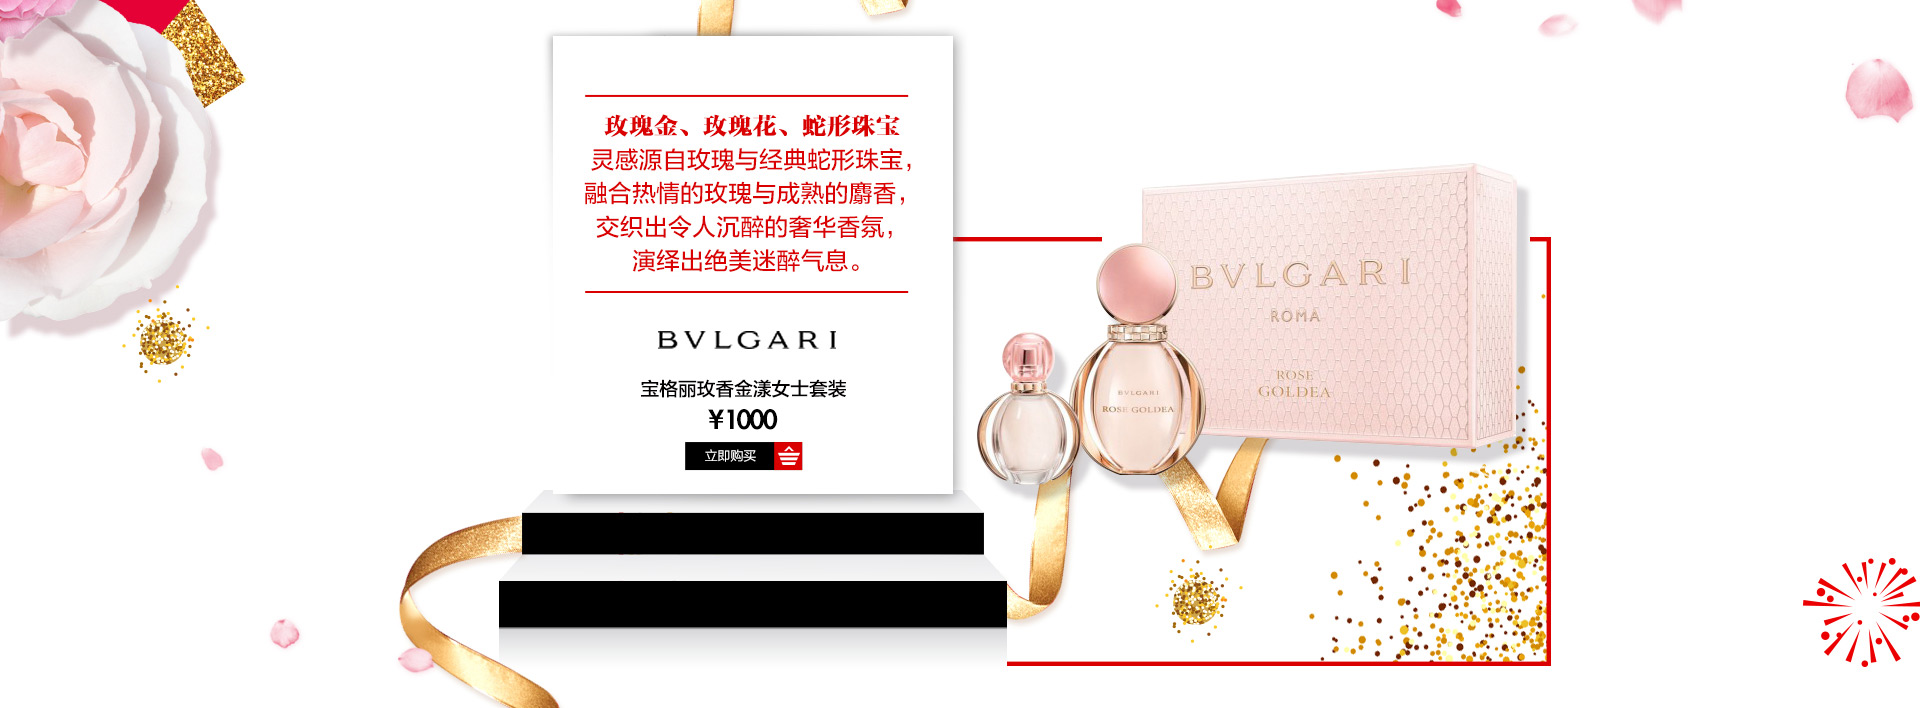 玫瑰金、玫瑰花、蛇形珠宝
灵感源自玫瑰与经典蛇形珠宝，
融合热情的玫瑰与成熟的麝香，
交织出令人沉醉的奢华香氛，
演绎出绝美迷醉气息。
BVLGARI
宝格丽玫香金漾女士套装
¥1000
立即购买
BVLGARI
ROMA
ROSE
GOLDEA
BVLGARI
ROSE GOLDEA